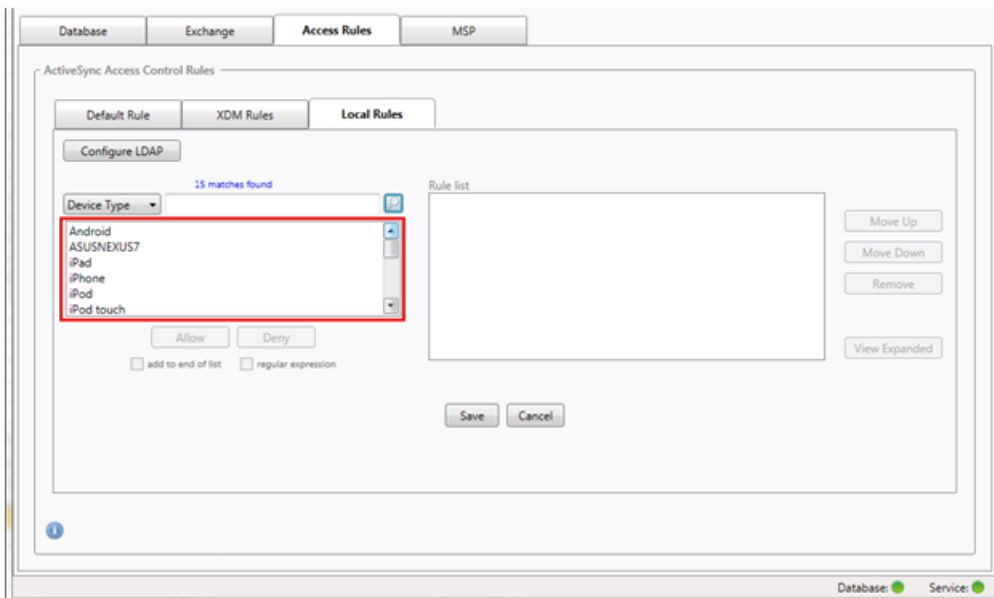 Database Exchange Access Rules MSP
ActiveSync Access Control Rules
Default Rule XDM Rules Local Rules
Configure LDAP
15 matches found
Rule list
Device Type
Android
ASUSNEXUS7
iPad
iPhone
iPod
iPod touch
Move Up
Move Down
Remove
View Expanded
Allow Deny
add to end of list regular expression
Save Cancel
Database: Service: